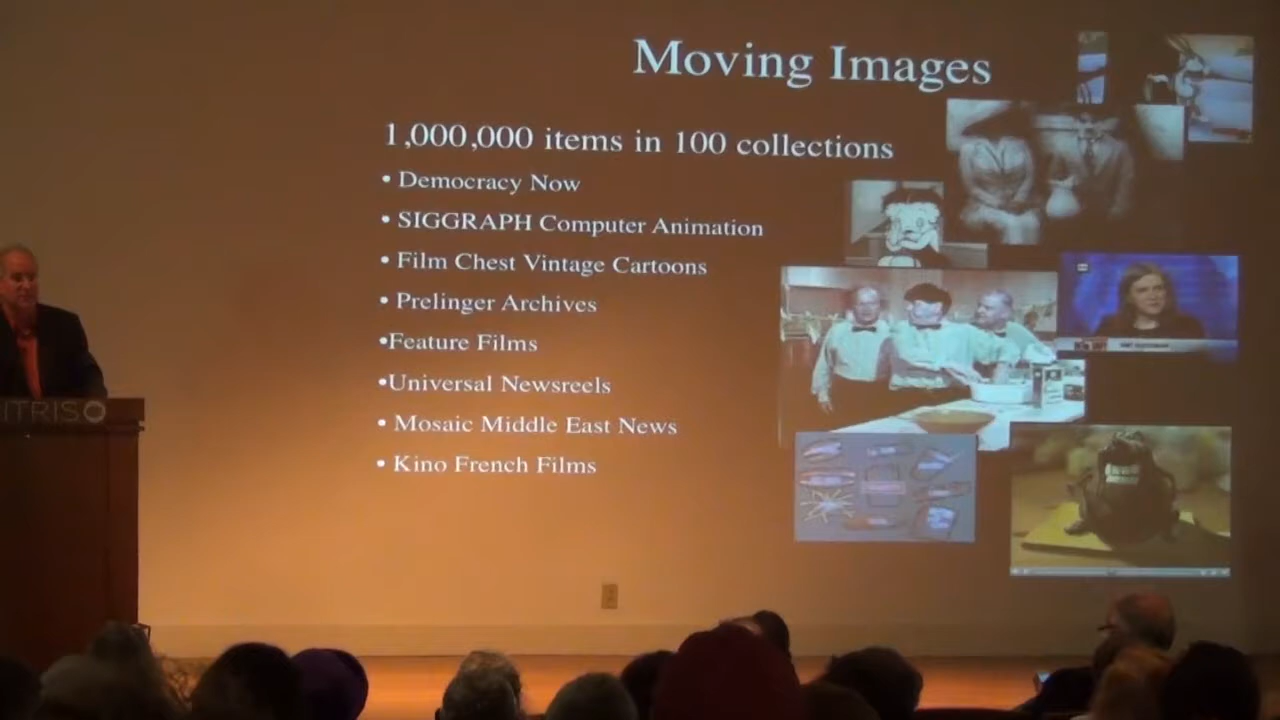 Moving Images
1,000,000 items in 100 collections
• Democracy Now
• SIGGRAPH Computer Animation
• Film Chest Vintage Cartoons
• Prelinger Archives
•Feature Films
•Universal Newsreels
• Mosaic Middle East News
• Kino French Films
ITRIS